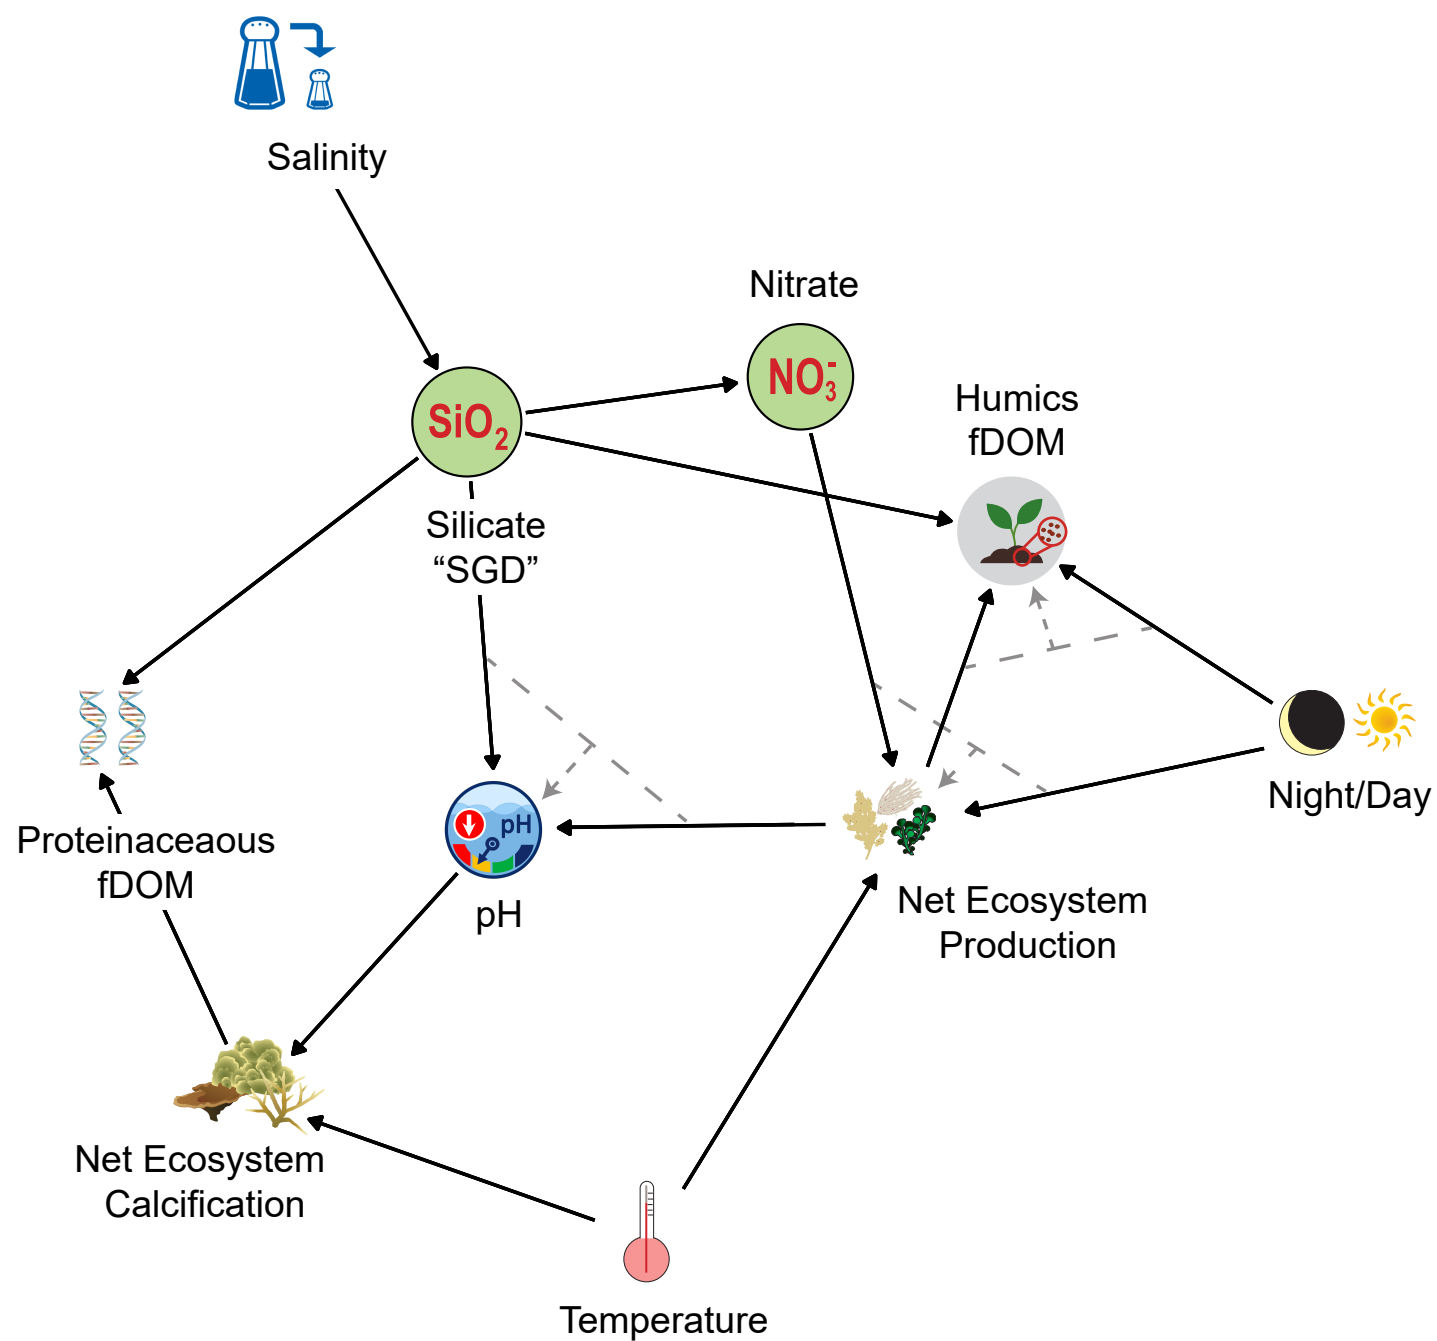 Salinity
Nitrate
NO₃⁻
SiO₂
Humics
fDOM
Silicate
“SGD”
Night/Day
pH
Proteinaceaous
fDOM
pH
Net Ecosystem
Production
Net Ecosystem
Calcification
Temperature